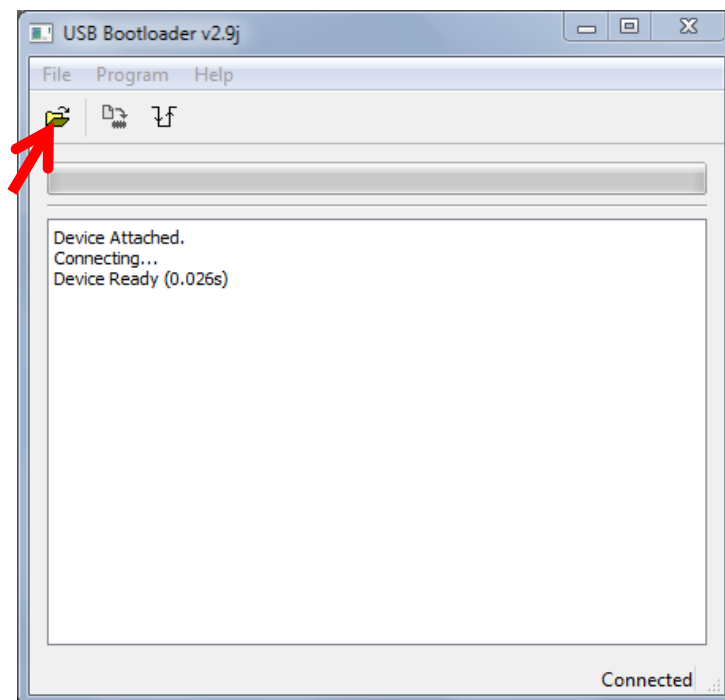 USB Bootloader v2.9j
File Program Help
Device Attached.
Connecting...
Device Ready (0.026s)
Connected